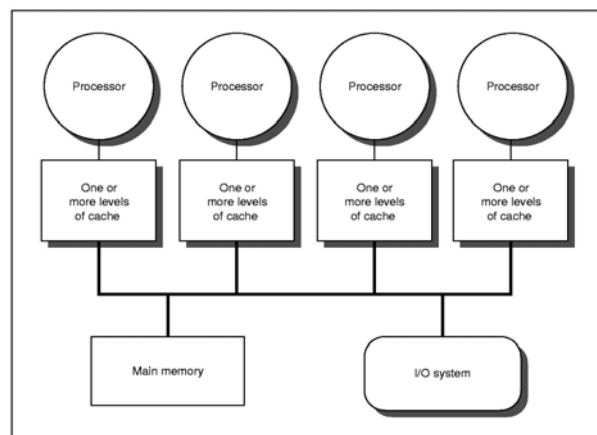 Processor
Processor
Processor
Processor
One or
more levels
of cache
One or
more levels
of cache
One or
more levels
of cache
One or
more levels
of cache
Main memory
I/O system